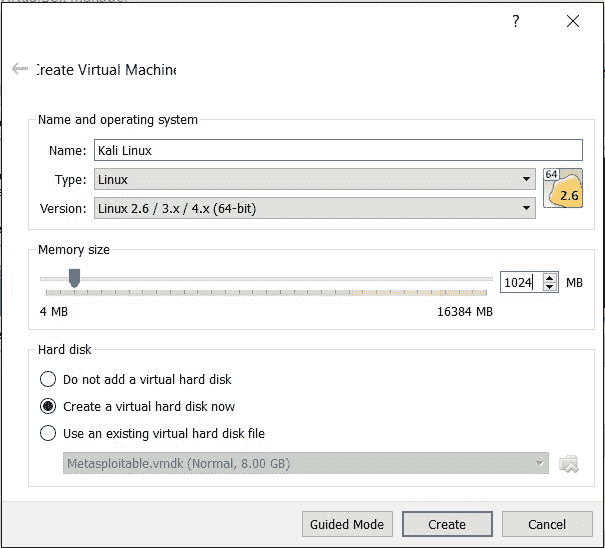 ?
Create Virtual Machine
Name and operating system
Name: Kali Linux
Type: Linux
64
Version: Linux 2.6 / 3.x / 4.x (64-bit)
2.6
Memory size
1024 MB
4 MB 16384 MB
Hard disk
Do not add a virtual hard disk
Create a virtual hard disk now
Use an existing virtual hard disk file
Metasploitable.vmdk (Normal, 8.00 GB)
Guided Mode Create Cancel